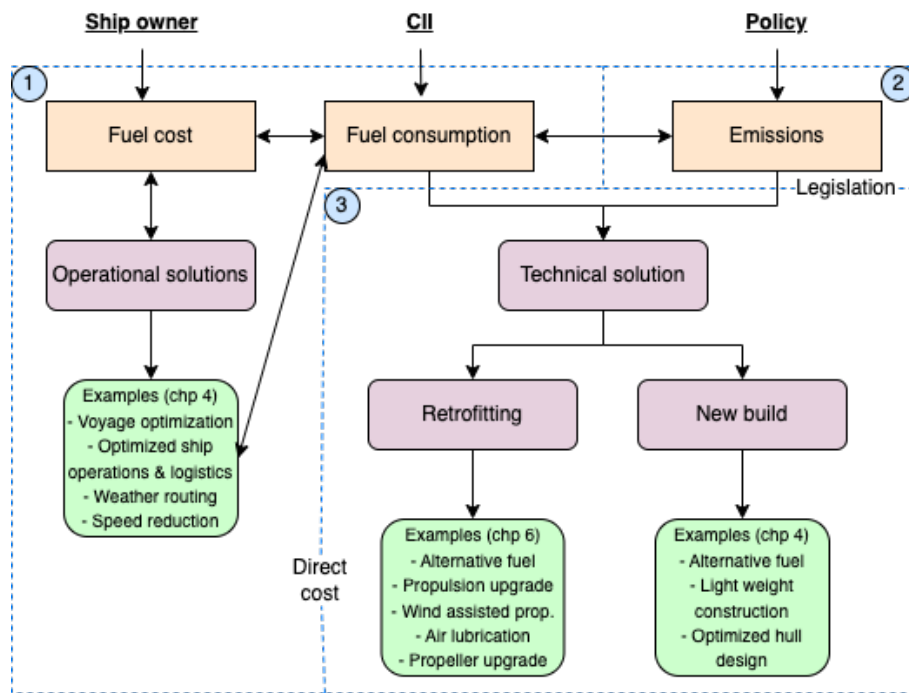 Ship owner
CII
Policy
1
2
Fuel cost
Fuel consumption
Emissions
Legislation
3
Operational solutions
Technical solution
Examples (chp 4)
- Voyage optimization
- Optimized ship
operations & logistics
- Weather routing
- Speed reduction
Retrofitting
New build
Direct
cost
Examples (chp 6)
- Alternative fuel
- Propulsion upgrade
- Wind assisted prop.
- Air lubrication
- Propeller upgrade
Examples (chp 4)
- Alternative fuel
- Light weight
construction
- Optimized hull
design